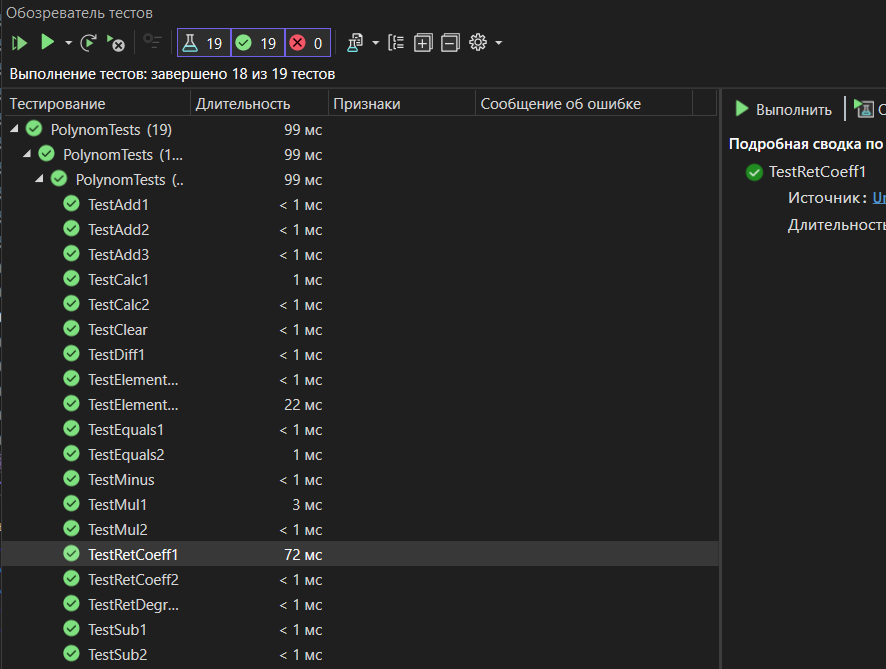 Обозреватель тестов
19 19 0
Выполнение тестов: завершено 18 из 19 тестов
Тестирование Длительность Признаки Сообщение об ошибке
PolynomTests (19) 99 мс
PolynomTests (1... 99 мс
PolynomTests (.. 99 мс
TestAdd1 < 1 мс
TestAdd2 < 1 мс
TestAdd3 < 1 мс
TestCalc1 1 мс
TestCalc2 < 1 мс
TestClear < 1 мс
TestDiff1 < 1 мс
TestElement... < 1 мс
TestElement... 22 мс
TestEquals1 < 1 мс
TestEquals2 1 мс
TestMinus < 1 мс
TestMul1 3 мс
TestMul2 < 1 мс
TestRetCoeff1 72 мс
TestRetCoeff2 < 1 мс
TestRetDegr... < 1 мс
TestSub1 < 1 мс
TestSub2 < 1 мс
Выполнить
Подробная сводка по
TestRetCoeff1
Источник:
Длительность